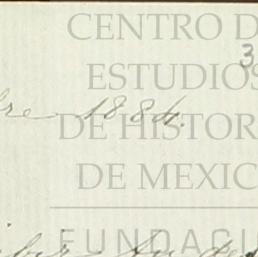 CENTRO D
3
ESTUDIOS
bre 1884.
DE HISTOR
DE MEXIC
FUNDACI